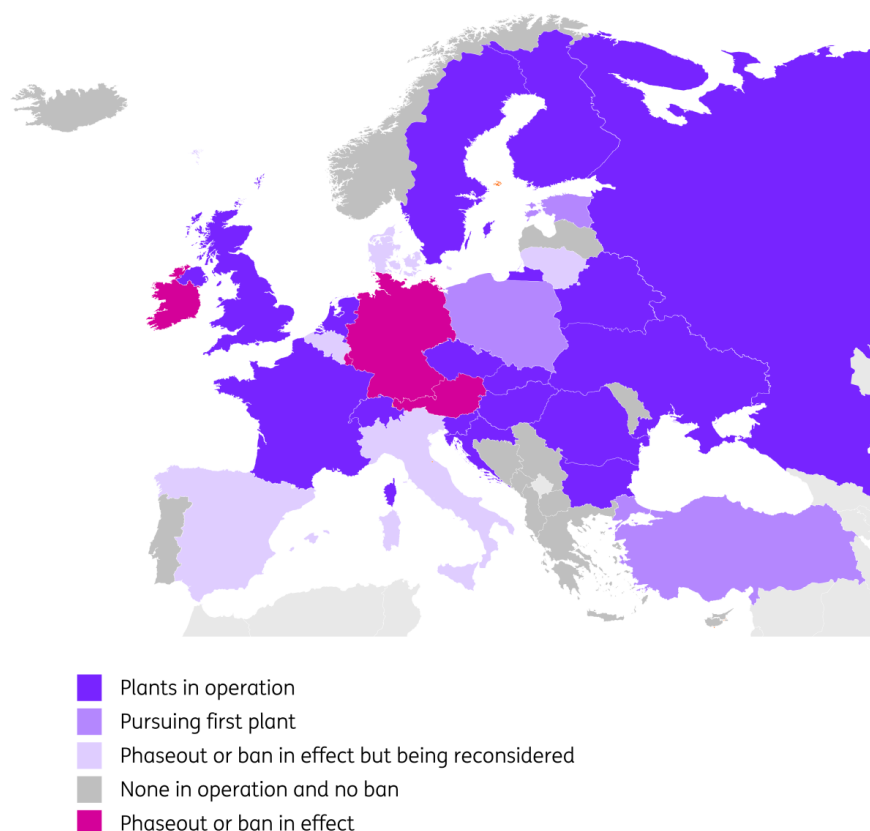 Plants in operation
Pursuing first plant
Phaseout or ban in effect but being reconsidered
None in operation and no ban
Phaseout or ban in effect